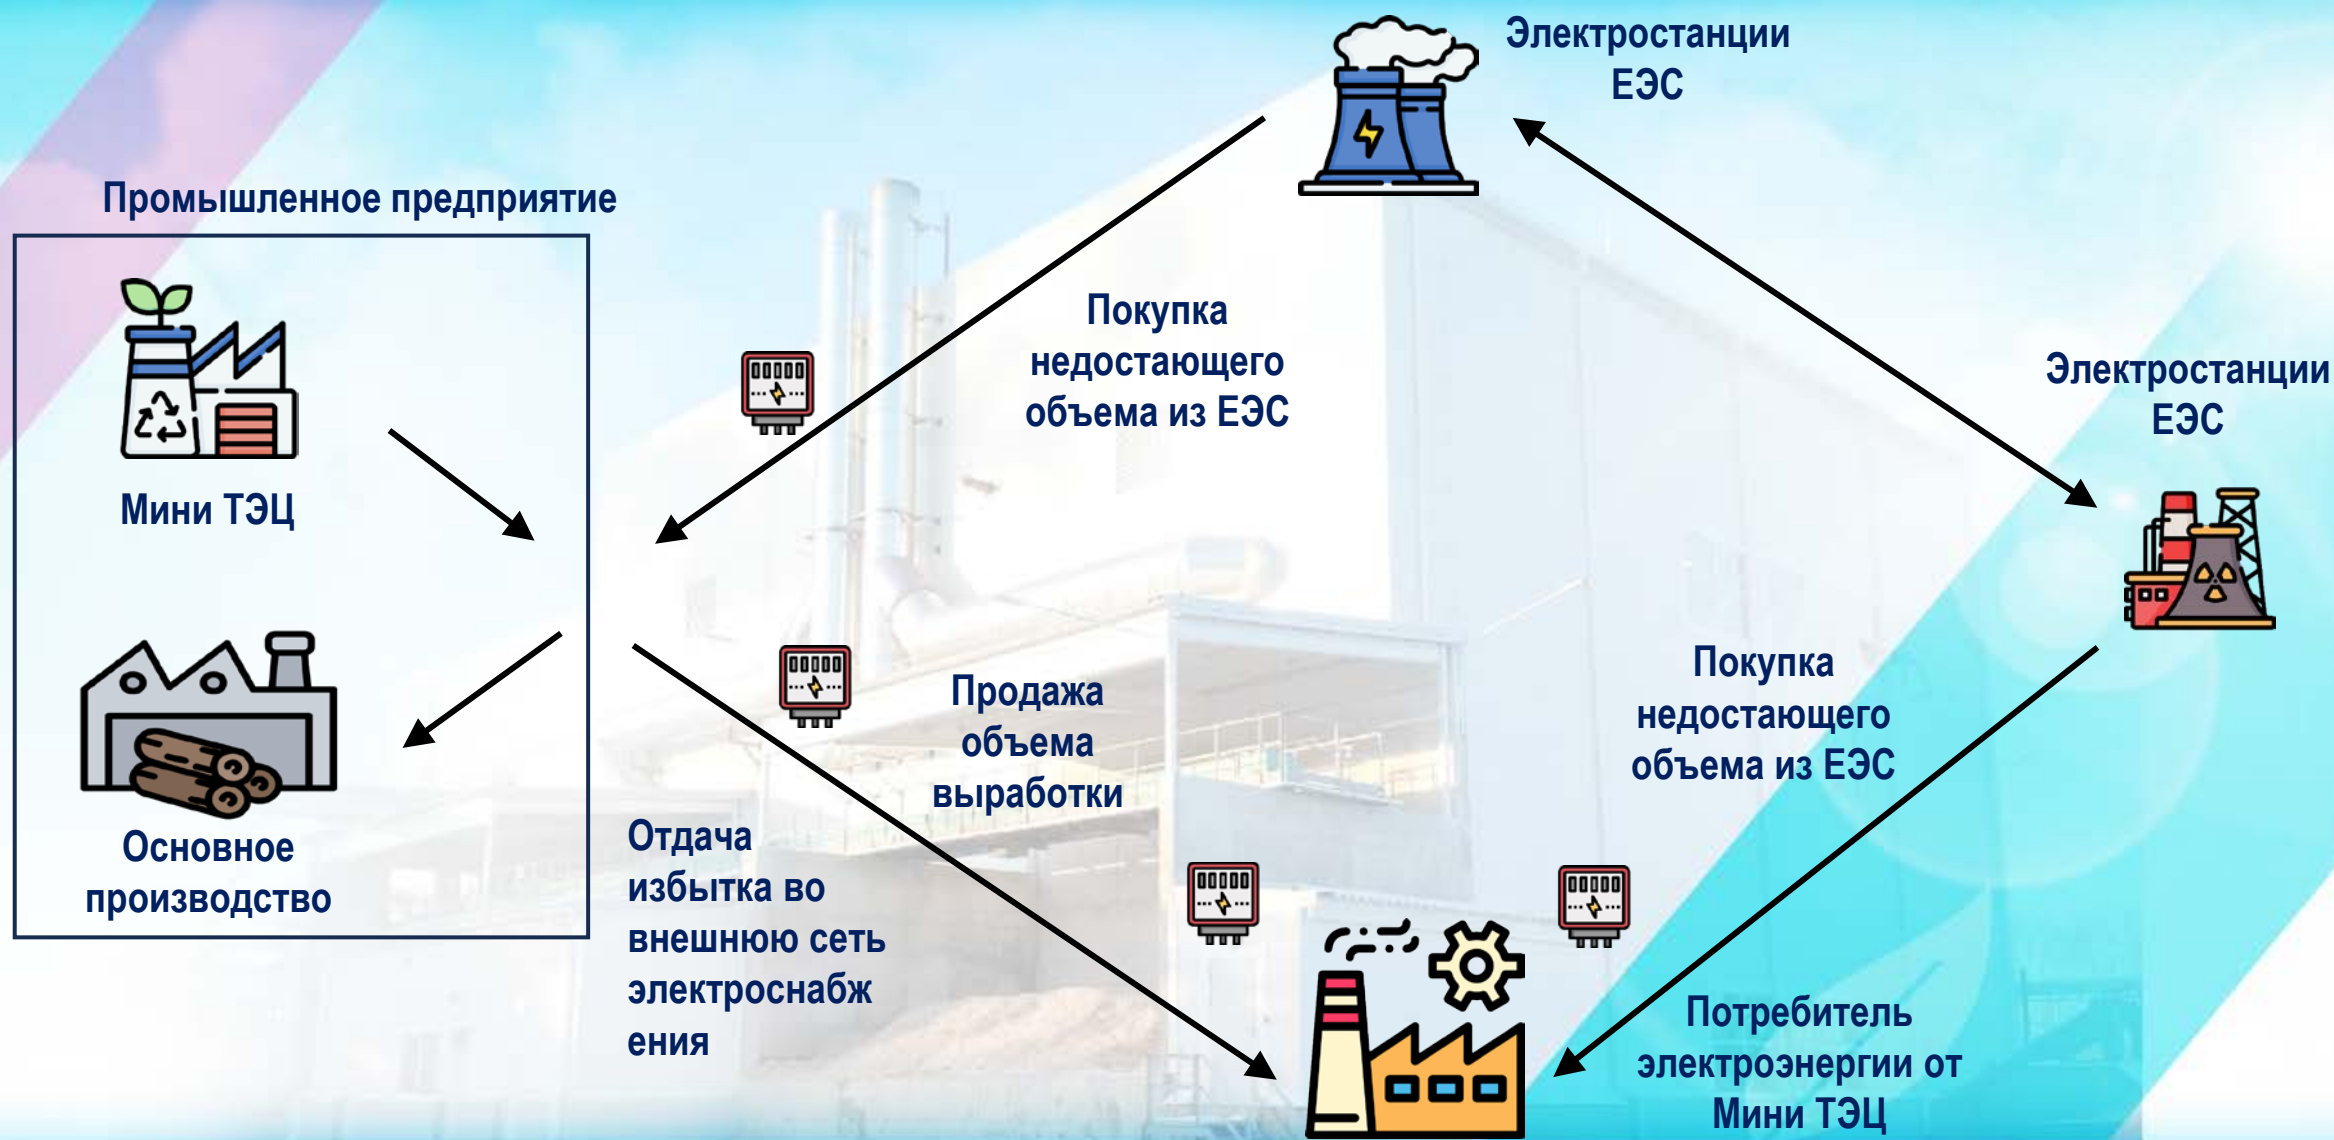 Электростанции
ЕЭС
Промышленное предприятие
Мини ТЭЦ
Основное
производство
Покупка
недостающего
объема из ЕЭС
Электростанции
ЕЭС
Продажа
объема
выработки
Отдача
избытка во
внешнюю сеть
электроснабж
ения
Покупка
недостающего
объема из ЕЭС
Потребитель
электроэнергии от
Мини ТЭЦ